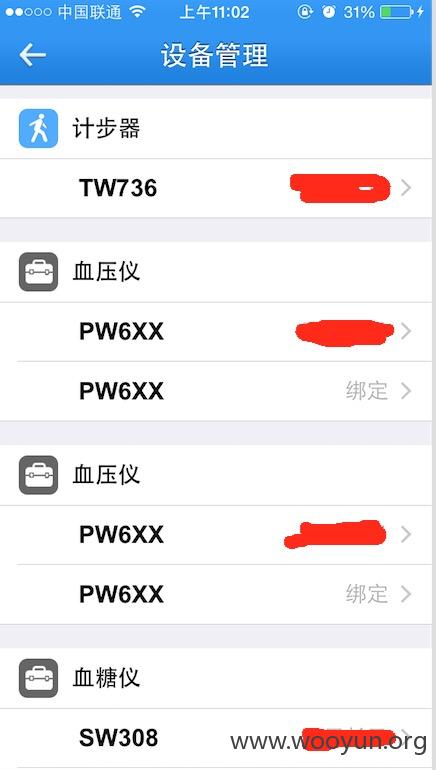 中国联通 上午11:02 31%
设备管理
计步器
TW736
血压仪
PW6XX
PW6XX 绑定
血压仪
PW6XX
PW6XX 绑定
血糖仪
SW308
www.wooyun.org